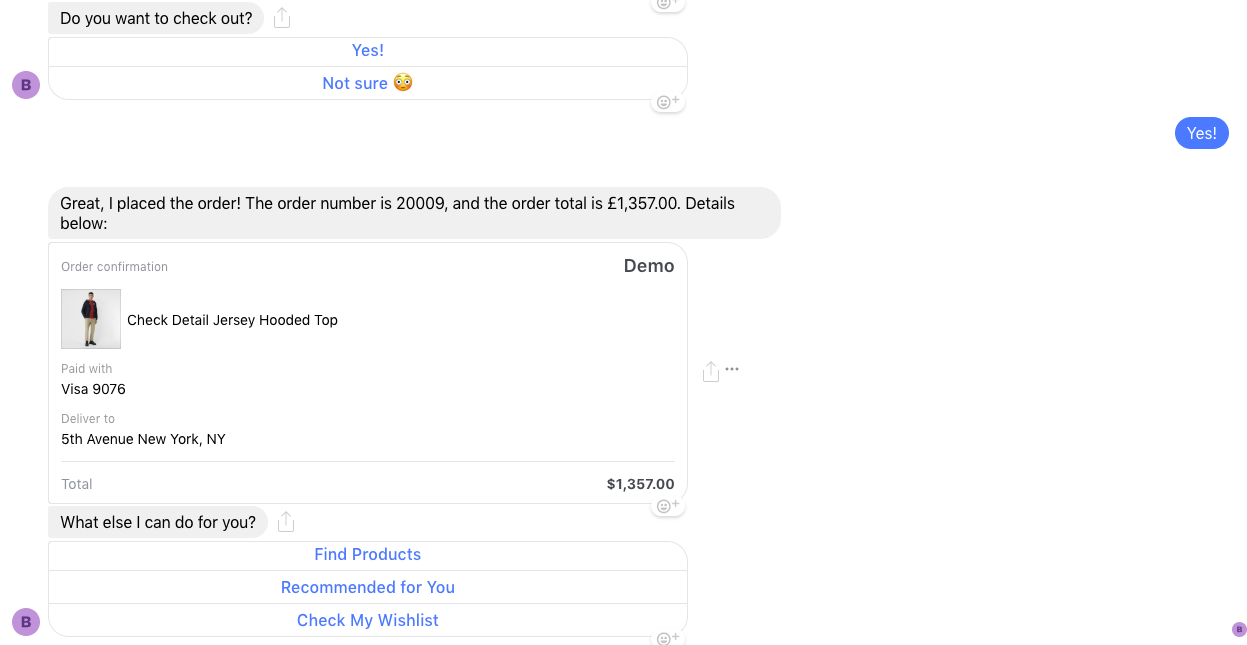 Do you want to check out?
Yes!
Not sure 😳
B
Yes!
Great, I placed the order! The order number is 20009, and the order total is £1,357.00. Details
below:
Order confirmation
Demo
Check Detail Jersey Hooded Top
Paid with
Visa 9076
Deliver to
5th Avenue New York, NY
Total
$1,357.00
What else I can do for you?
Find Products
Recommended for You
Check My Wishlist
B
B